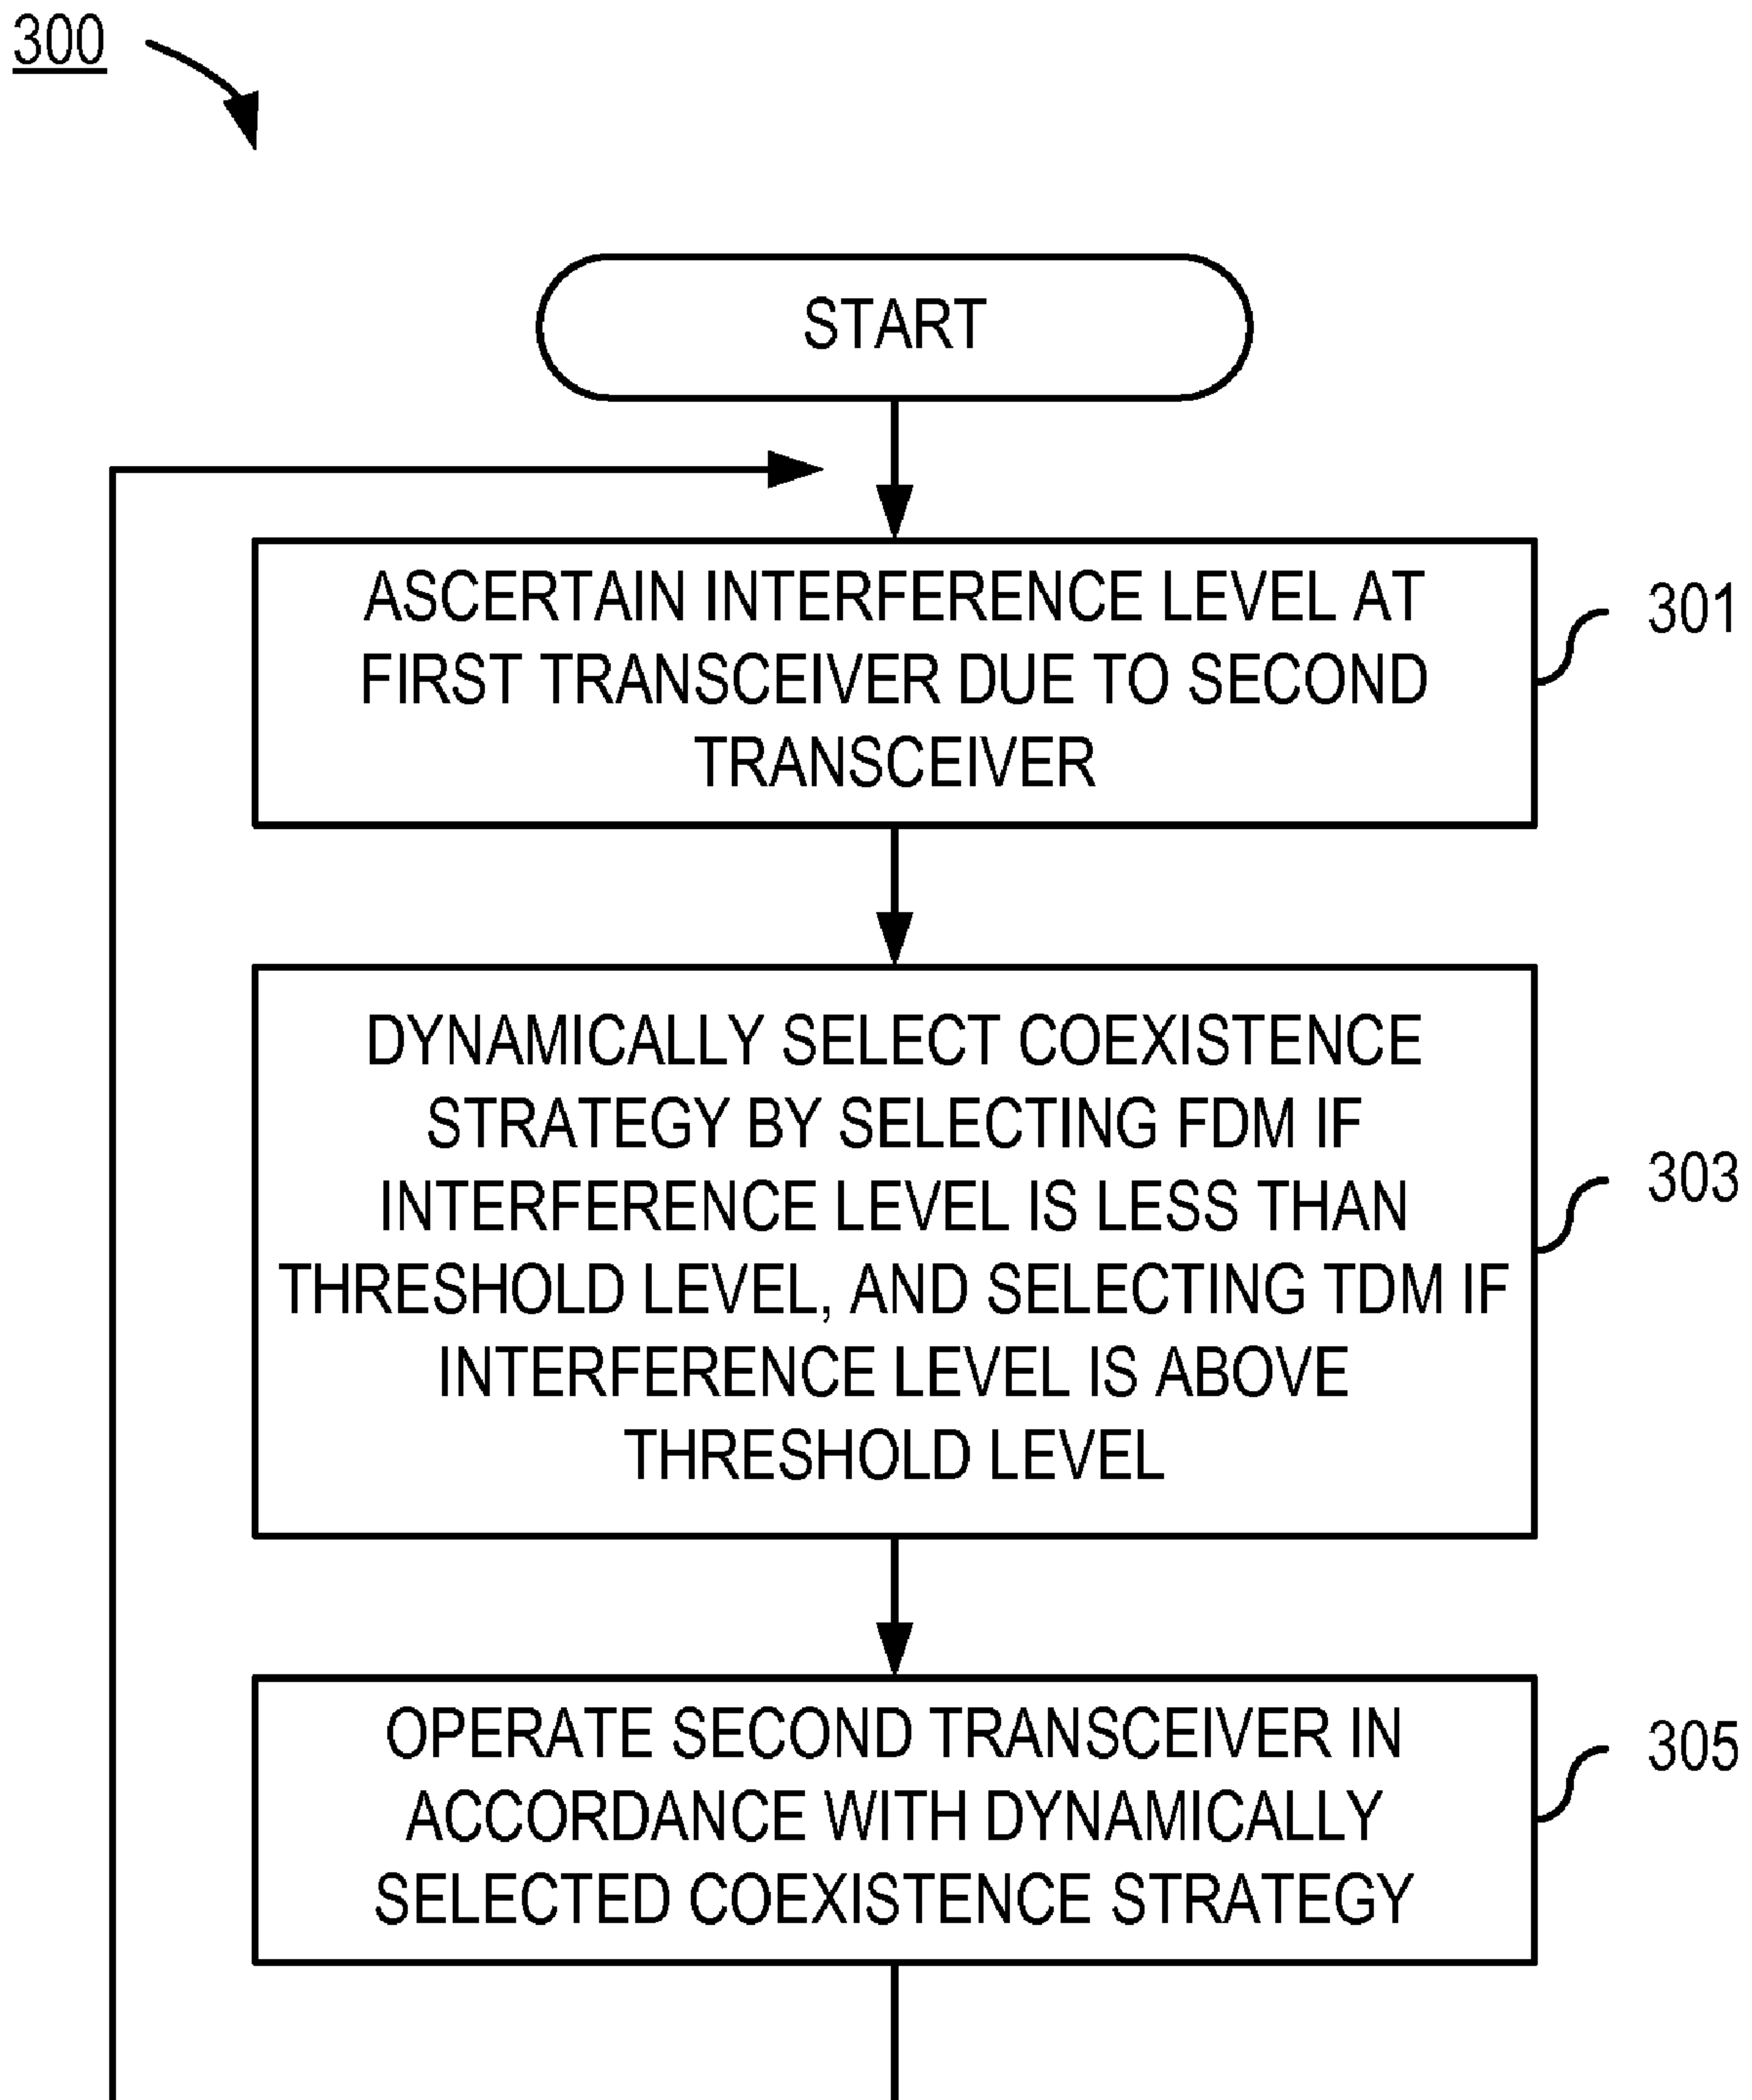 300
START
ASCERTAIN INTERFERENCE LEVEL AT
FIRST TRANSCEIVER DUE TO SECOND
TRANSCEIVER
301
DYNAMICALLY SELECT COEXISTENCE
STRATEGY BY SELECTING FDM IF
INTERFERENCE LEVEL IS LESS THAN
THRESHOLD LEVEL, AND SELECTING TDM IF
INTERFERENCE LEVEL IS ABOVE
THRESHOLD LEVEL
303
OPERATE SECOND TRANSCEIVER IN
ACCORDANCE WITH DYNAMICALLY
SELECTED COEXISTENCE STRATEGY
305